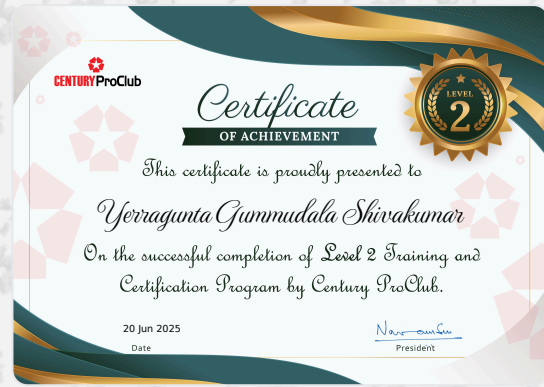 CENTURY ProClub
LEVEL
2
Certificate
OF ACHIEVEMENT
This certificate is proudly presented to
Yerragunta Gummudala Shivakumar
On the successful completion of Level 2 Training and
Certification Program by Century ProClub.
20 Jun 2025
Date
President